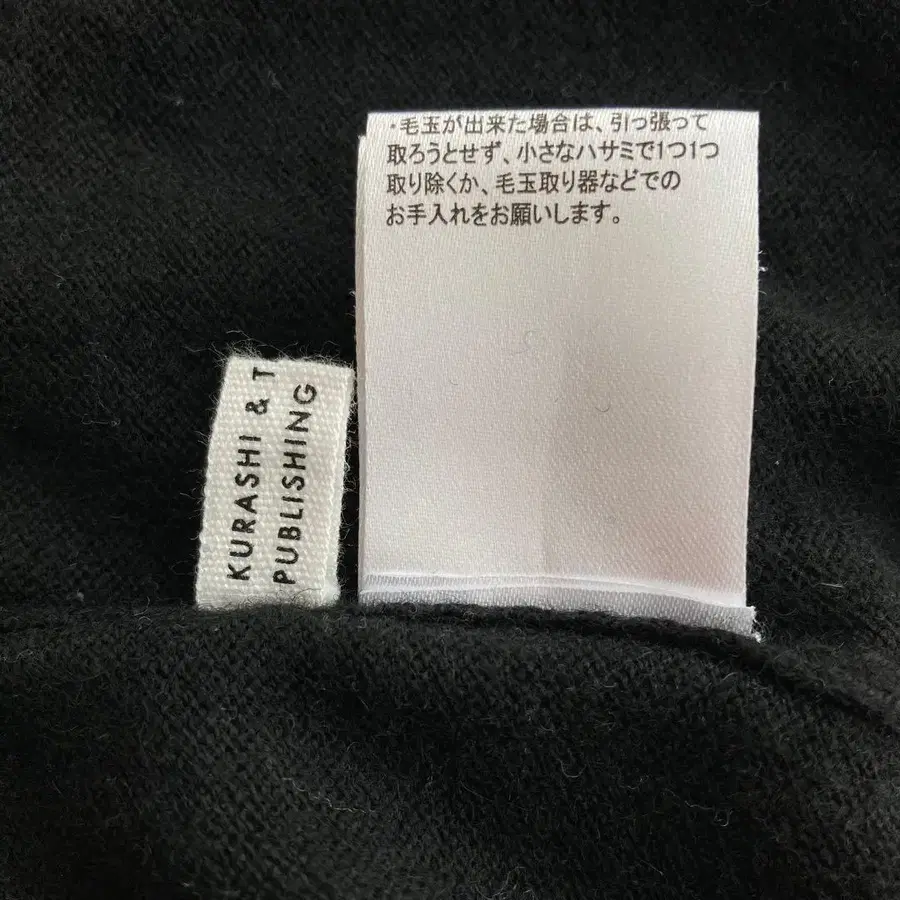 ・毛玉が出来た場合は、引っ張って
取ろうとせず、小さなハサミで1つ1つ
取り除くか、毛玉取り器などでの
お手入れをお願いします。
KURASHI & T
PUBLISHING